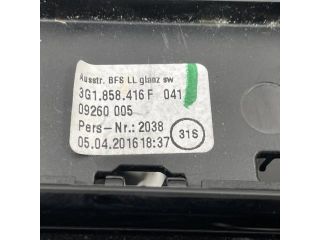 Ausstr. BFS LL glanz sw
3G1.858.416 F 041
09260 005
Pers-Nr.: 2038
31S
05.04.2016 18:37